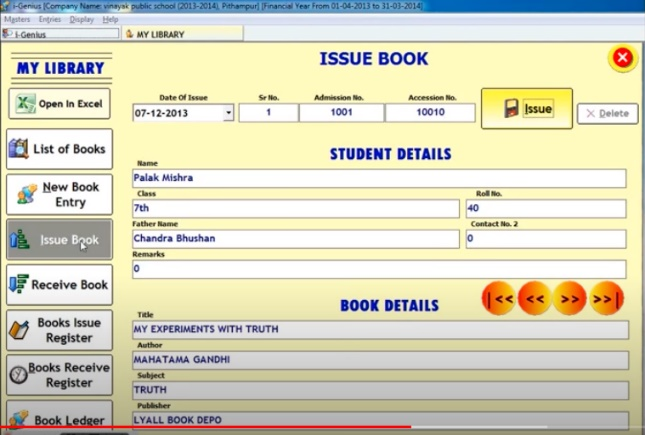 i-Genius [Company Name: vinayak public school (2013-2014), Pithampur] [Financial Year From 01-04-2013 to 31-03-2014]
Masters Entries Display Help
i-Genius MY LIBRARY
MY LIBRARY
Open In Excel
List of Books
New Book
Entry
Issue Book
Receive Book
Books Issue
Register
Books Receive
Register
Book Ledger
ISSUE BOOK
Date Of Issue Sr No. Admission No. Accession No.
07-12-2013 1 1001 10010 Issue Delete
STUDENT DETAILS
Name
Palak Mishra
Class Roll No.
7th 40
Father Name Contact No. 2
Chandra Bhushan 0
Remarks
0
BOOK DETAILS |<< << >> >>|
Title
MY EXPERIMENTS WITH TRUTH
Author
MAHATAMA GANDHI
Subject
TRUTH
Publisher
LYALL BOOK DEPO